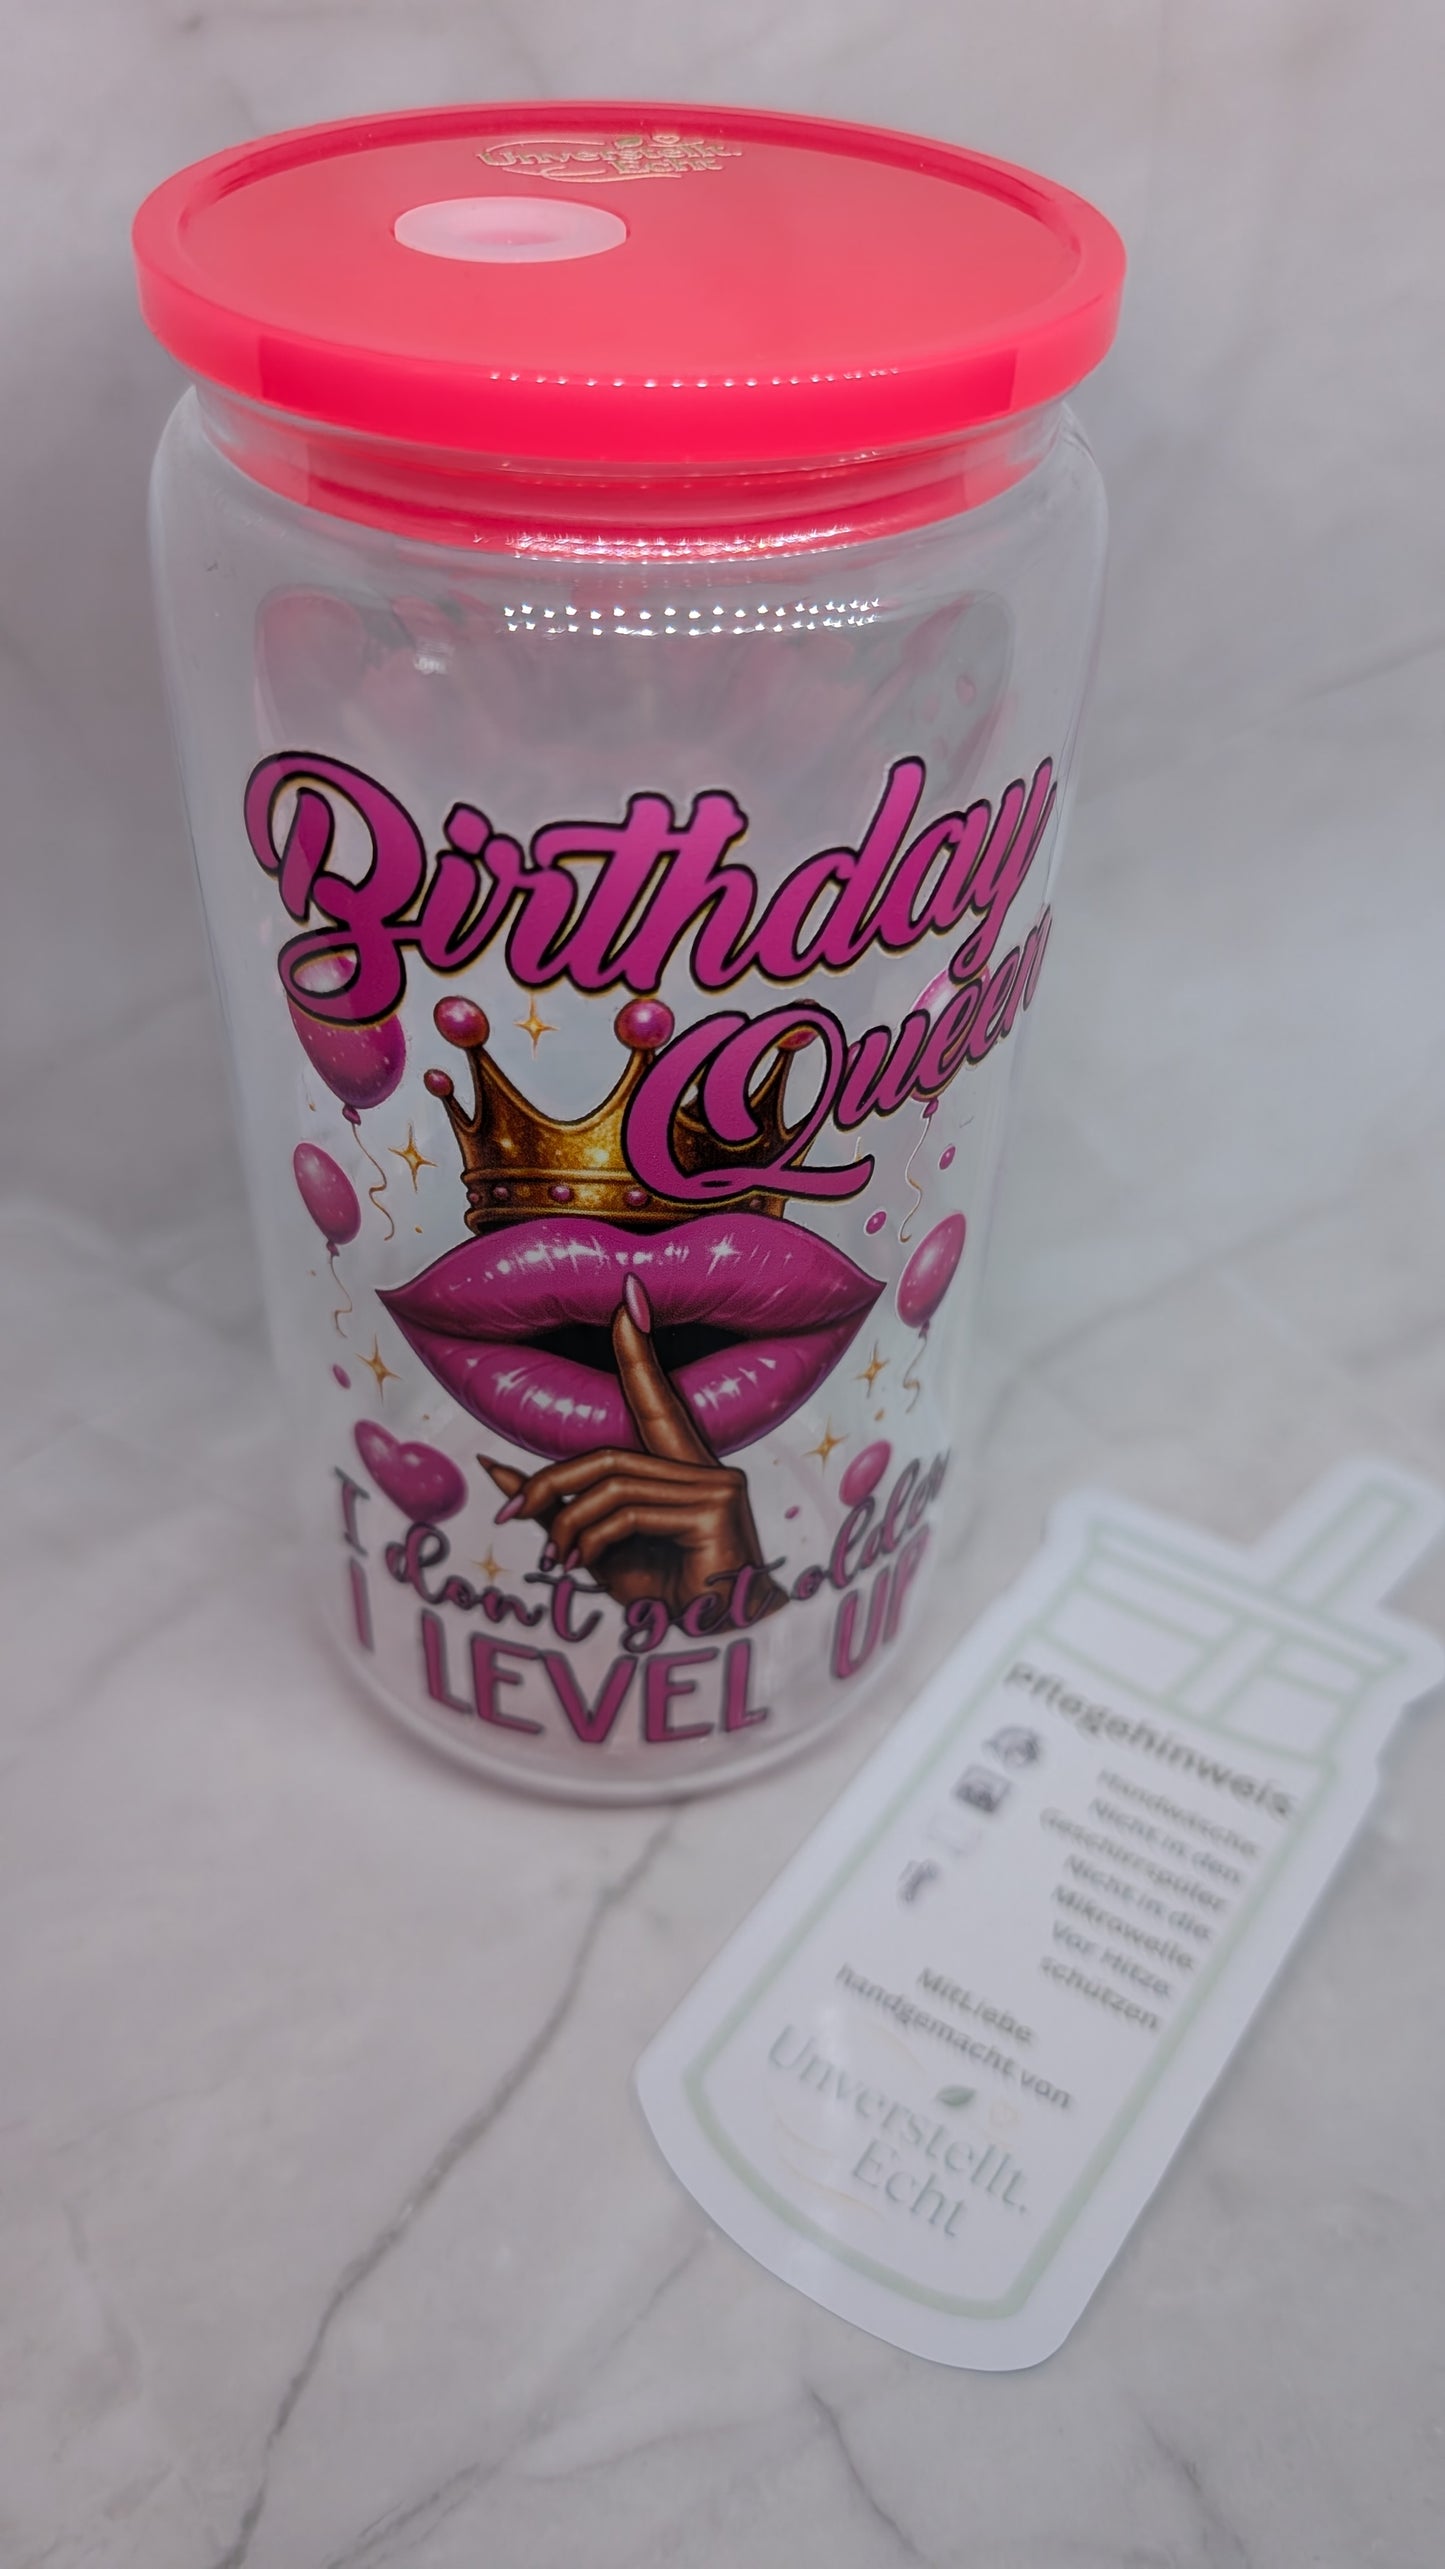 Unverstellt.
Echt
Birthday
Queen
I don't get older
I LEVEL UP
Pflegehinweis
Handwäsche
Nicht in den
Geschirrspüler
Nicht in die
Mikrowelle
Vor Hitze
schützen
Mit Liebe
handgemacht von
Unverstellt.
Echt